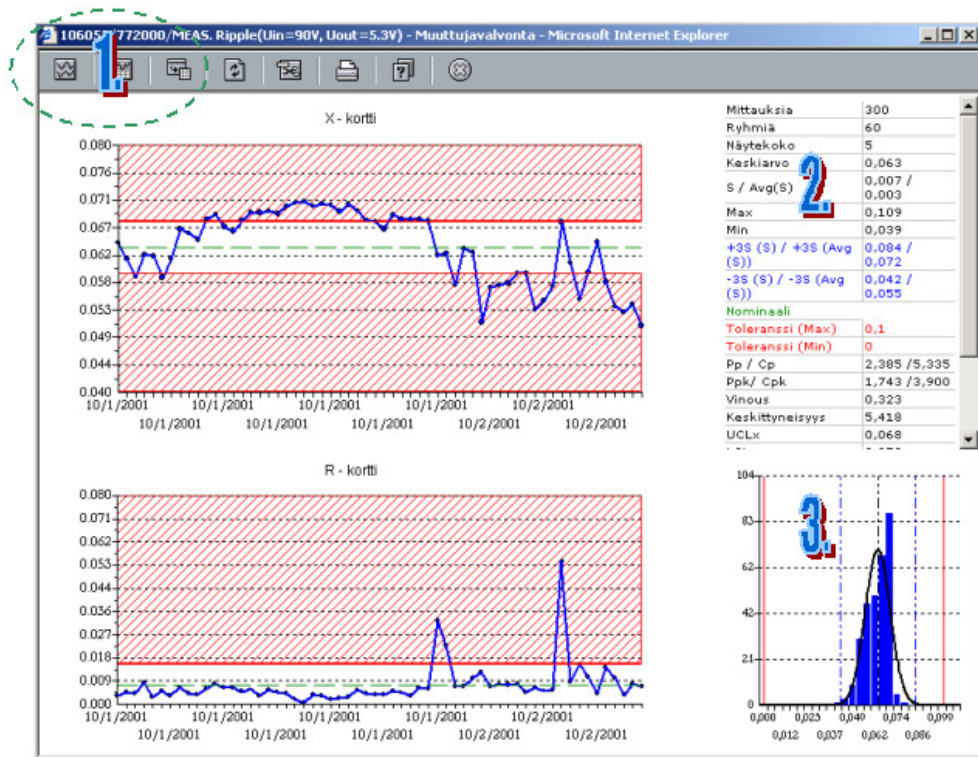 106051/772000/MEAS. Ripple(Uin=90V, Uout=5.3V) - Muuttujavalvonta - Microsoft Internet Explorer
1.
X - kortti
0.080
0.076
0.071
0.067
0.062
0.058
0.053
0.049
0.044
0.040
10/1/2001 10/1/2001 10/1/2001 10/1/2001 10/2/2001
10/1/2001 10/1/2001 10/1/2001 10/2/2001 10/2/2001
Mittauksia 300
Ryhmiä 60
Näytekoko 5
Keskiarvo 0,063
S / Avg(S) 0,007 / 0,003
Max 0,109
Min 0,039
+3S (S) / +3S (Avg (S)) 0,084 / 0,072
-3S (S) / -3S (Avg (S)) 0,042 / 0,055
Nominaali
Toleranssi (Max) 0,1
Toleranssi (Min) 0
Pp / Cp 2,385 /5,335
Ppk/ Cpk 1,743 /3,900
Vinous 0,323
Keskittyneisyys 5,418
UCLx 0,068
2.
R - kortti
0.080
0.071
0.062
0.053
0.044
0.036
0.027
0.018
0.009
0.000
10/1/2001 10/1/2001 10/1/2001 10/1/2001 10/2/2001
10/1/2001 10/1/2001 10/1/2001 10/2/2001 10/2/2001
3.
104
83
62
42
21
0,000 0,025 0,040 0,074 0,099
0,012 0,037 0,062 0,086